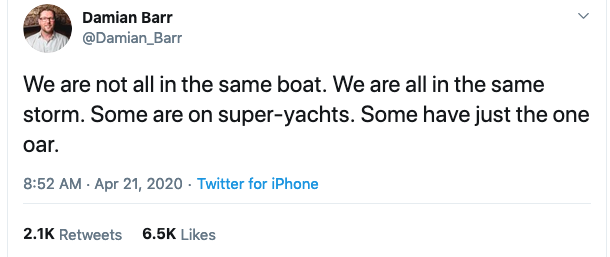 Damian Barr
@Damian_Barr
We are not all in the same boat. We are all in the same
storm. Some are on super-yachts. Some have just the one
oar.
8:52 AM · Apr 21, 2020 · Twitter for iPhone
2.1K Retweets 6.5K Likes